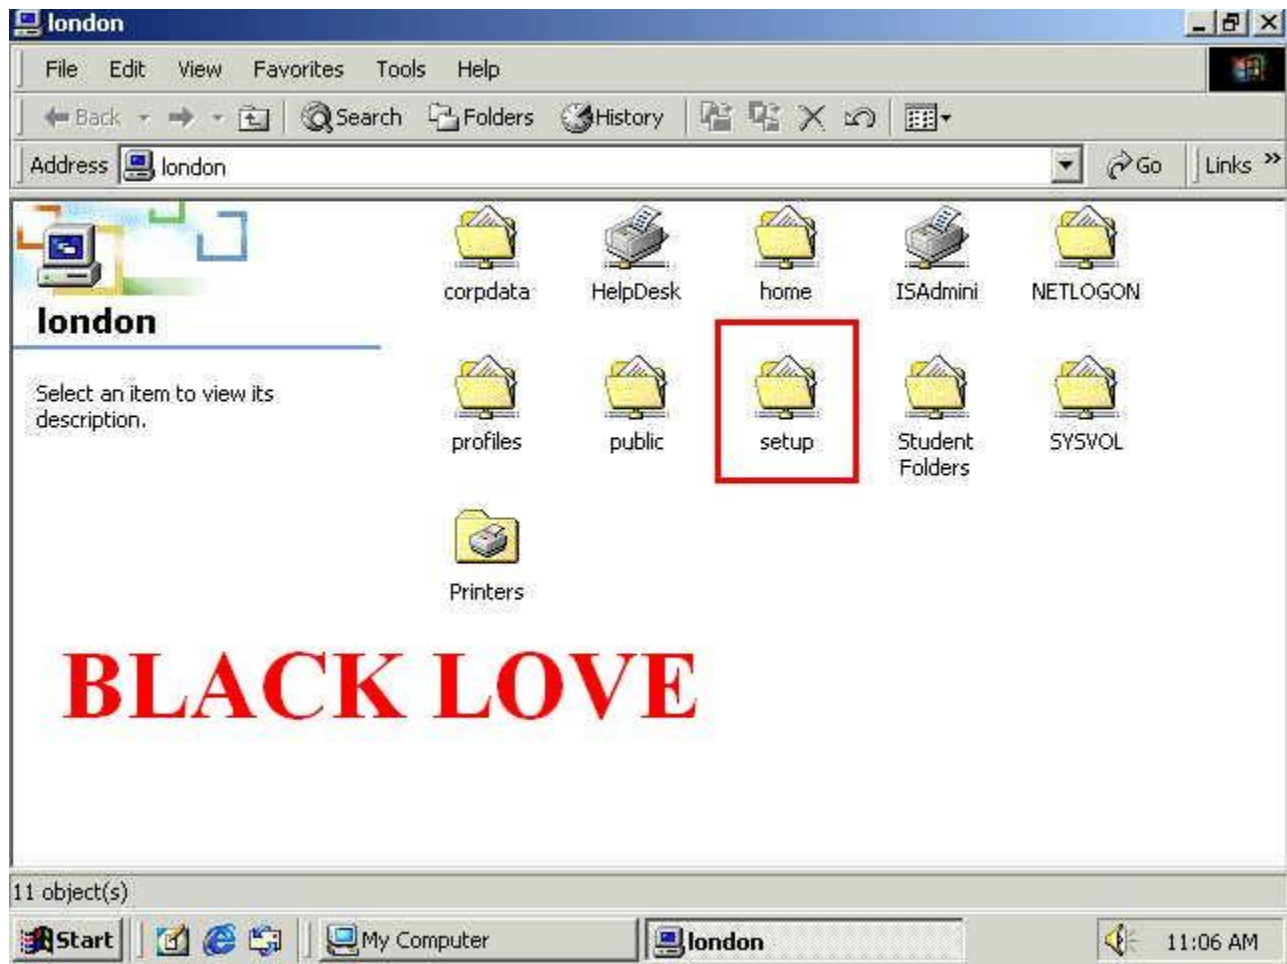 london
File Edit View Favorites Tools Help
Back Search Folders History
Address london Go Links »
corpdata HelpDesk home ISAdmini NETLOGON
london
Select an item to view its
description.
profiles public setup Student
Folders SYSVOL
Printers
BLACK LOVE
11 object(s)
Start My Computer london 11:06 AM